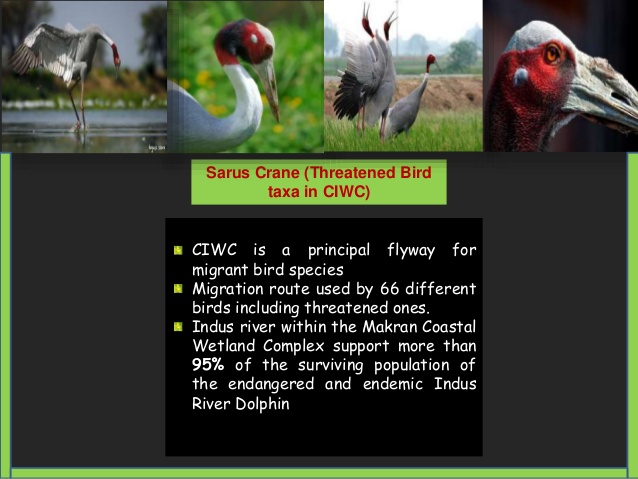 Sarus Crane (Threatened Bird
taxa in CIWC)
CIWC is a principal flyway for
migrant bird species
Migration route used by 66 different
birds including threatened ones.
Indus river within the Makran Coastal
Wetland Complex support more than
95% of the surviving population of
the endangered and endemic Indus
River Dolphin